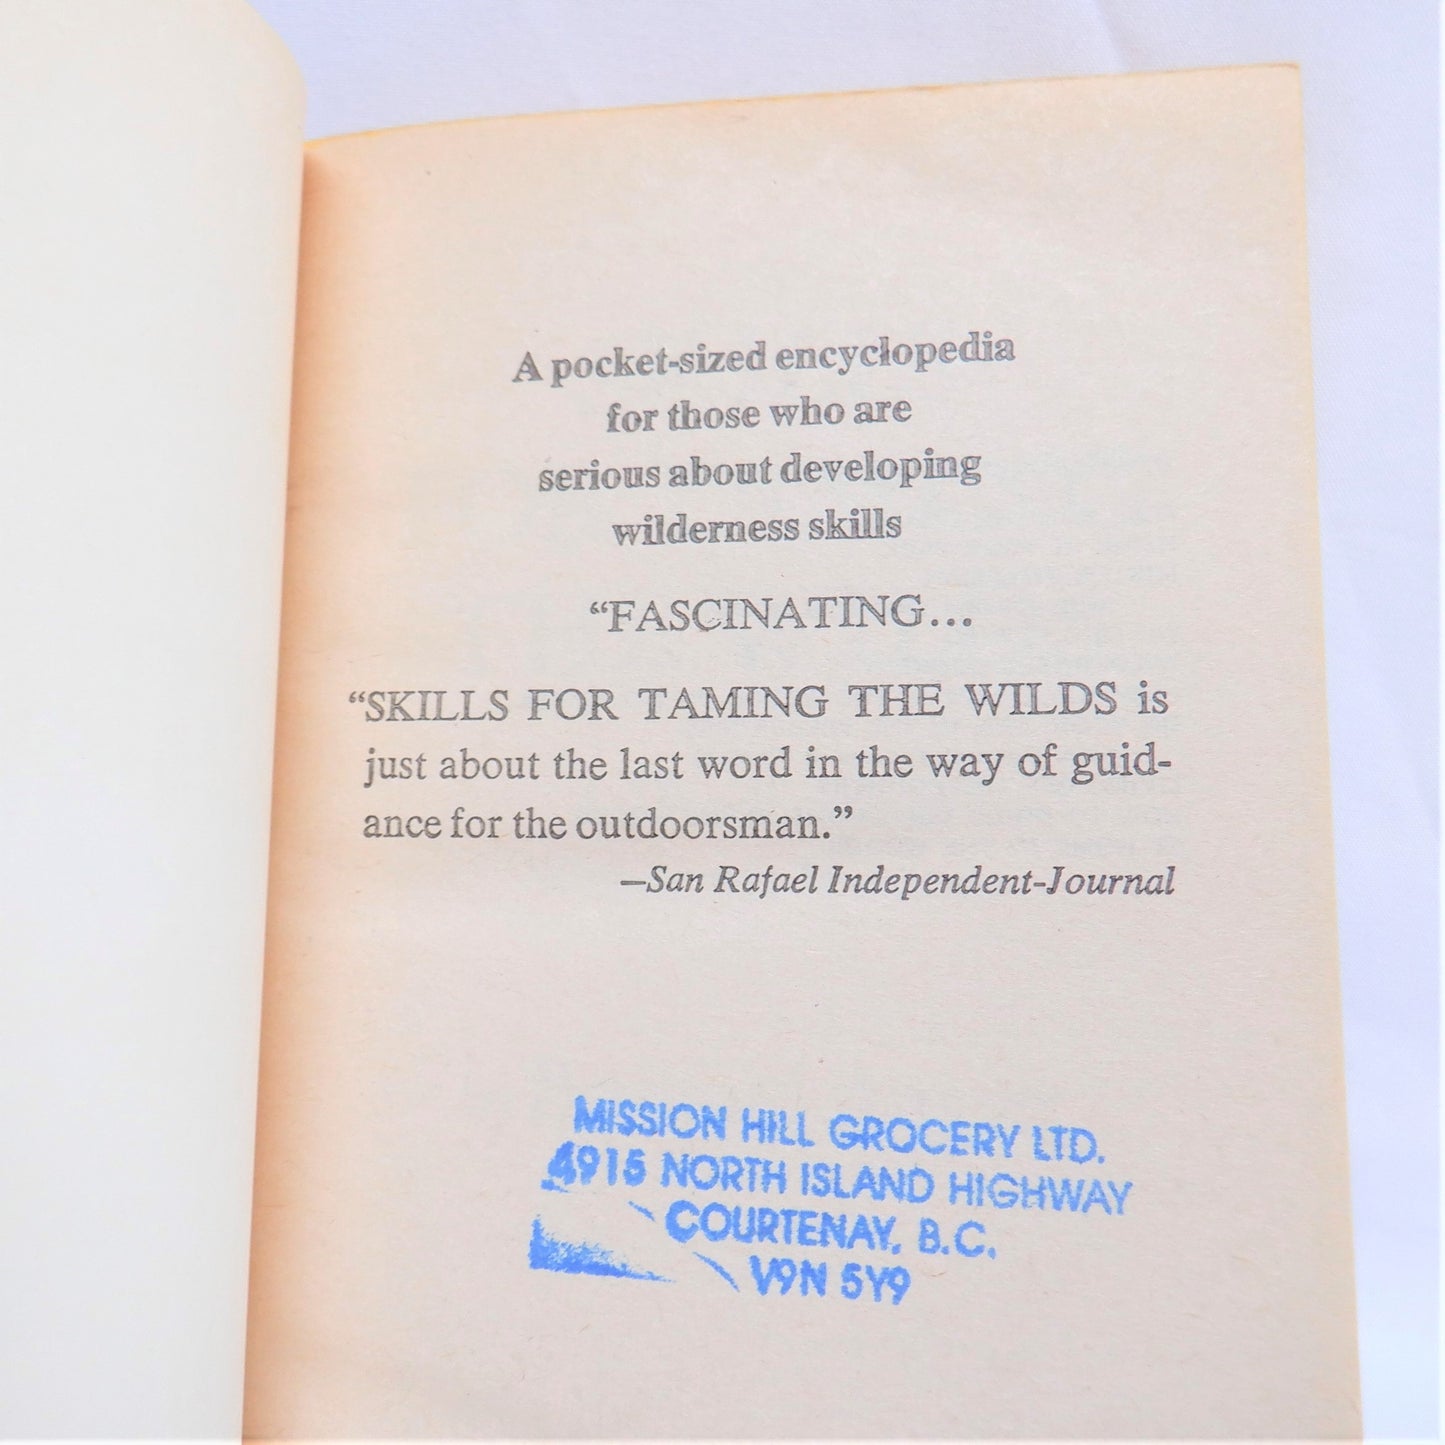 A pocket-sized encyclopedia
for those who are
serious about developing
wilderness skills
“FASCINATING...
“SKILLS FOR TAMING THE WILDS is
just about the last word in the way of guid-
ance for the outdoorsman.”
—San Rafael Independent-Journal
MISSION HILL GROCERY LTD.
4915 NORTH ISLAND HIGHWAY
COURTENAY, B.C.
V9N 5Y9